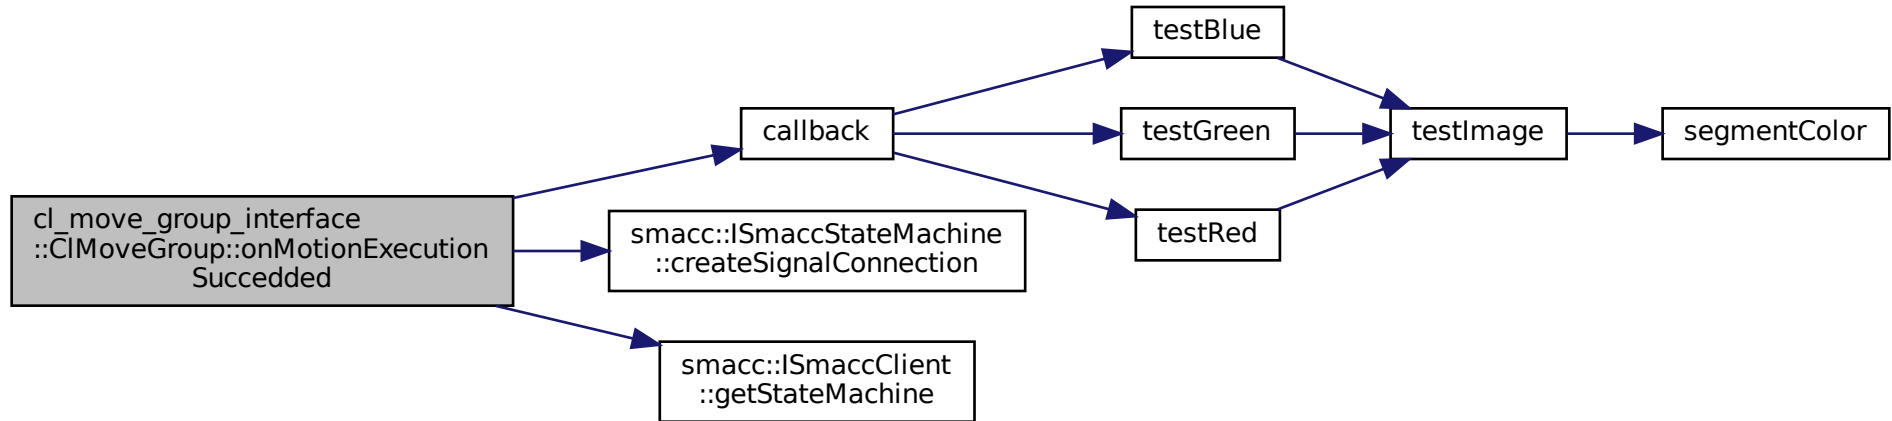 cl_move_group_interface
::ClMoveGroup::onMotionExecution
Succedded
callback
testBlue
testGreen
testRed
testImage
segmentColor
smacc::ISmaccStateMachine
::createSignalConnection
smacc::ISmaccClient
::getStateMachine